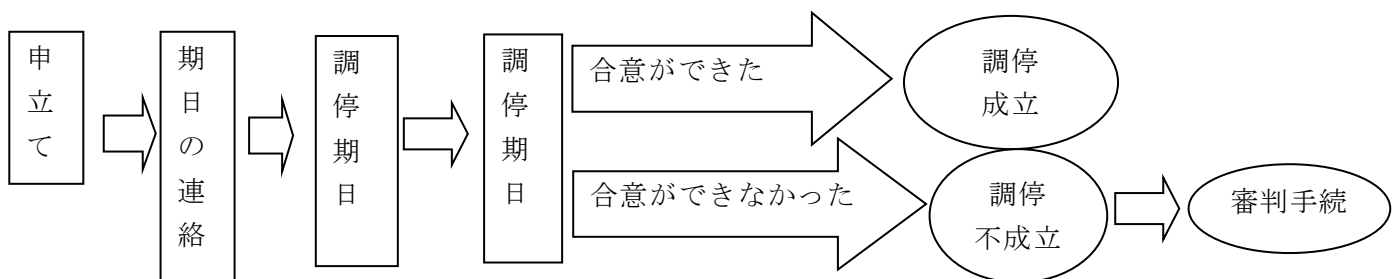 申立て
期日の連絡
調停期日
調停期日
合意ができた
調停
成立
合意ができなかった
調停
不成立
審判手続